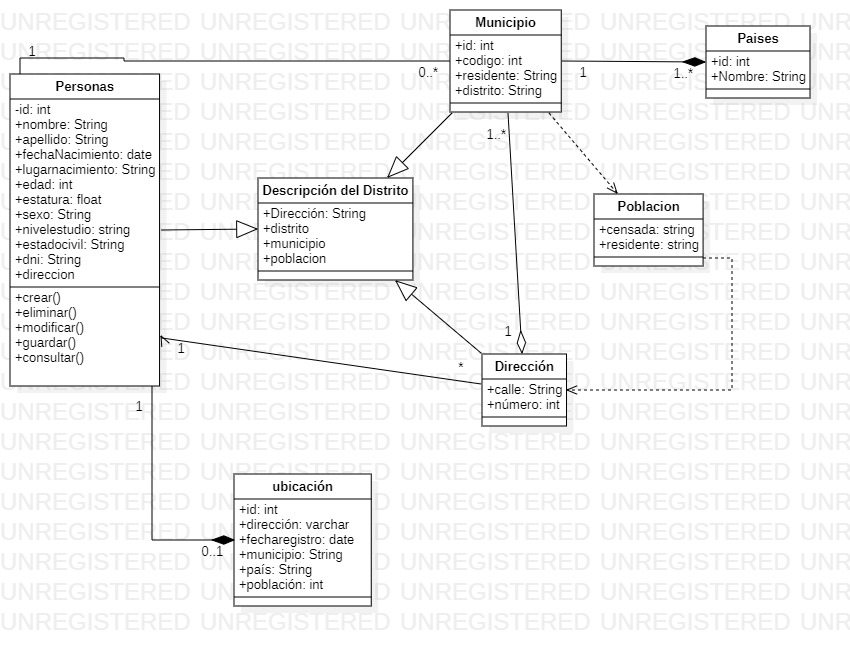 Municipio
+id: int
+codigo: int
+residente: String
+distrito: String
Paises
+id: int
+Nombre: String
1
0..*
1
1..*
Personas
-id: int
+nombre: String
+apellido: String
+fechaNacimiento: date
+lugarnacimiento: String
+edad: int
+estatura: float
+sexo: String
+nivelestudio: string
+estadocivil: String
+dni: String
+direccion
+crear()
+eliminar()
+modificar()
+guardar()
+consultar()
1..*
Descripción del Distrito
+Dirección: String
+distrito
+municipio
+poblacion
Poblacion
+censada: string
+residente: string
1
1
*
Dirección
+calle: String
+número: int
1
ubicación
+id: int
+dirección: varchar
+fecharegistro: date
+municipio: String
+país: String
+población: int
0..1
UNREGISTERED